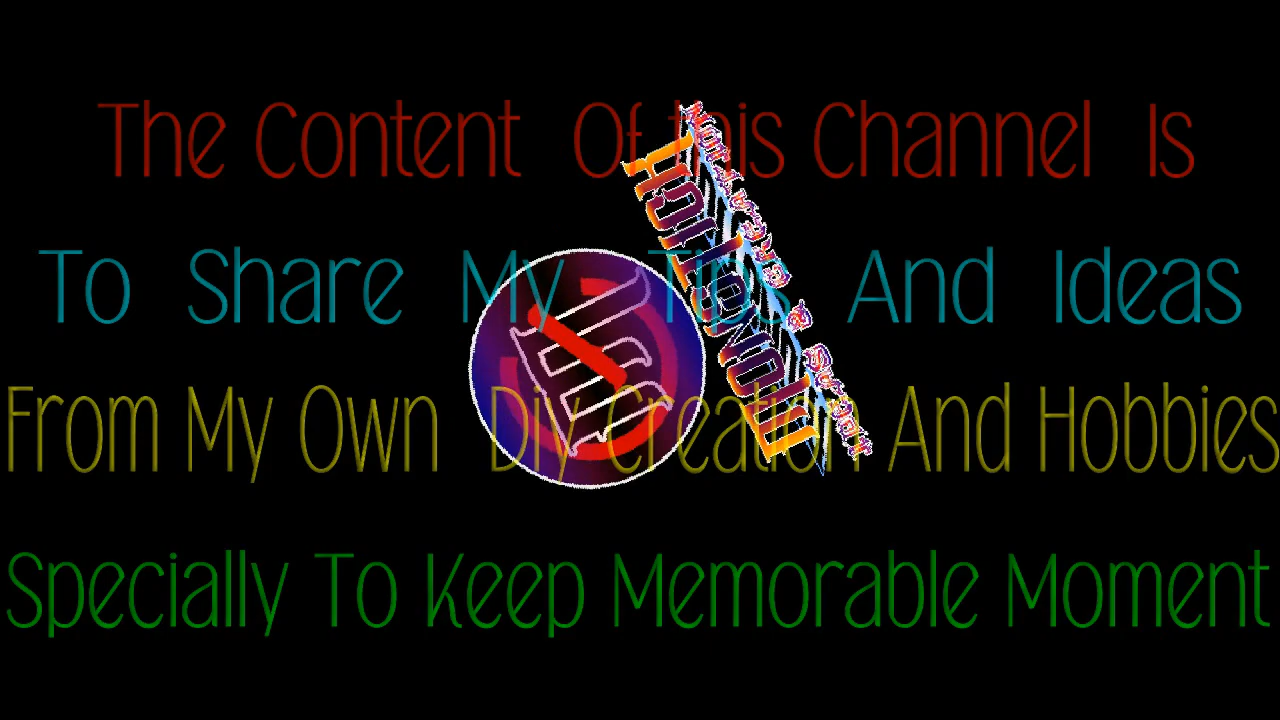 The Content Of this Channel Is
To Share My Tips And Ideas
From My Own Diy Creation And Hobbies
Specially To Keep Memorable Moment